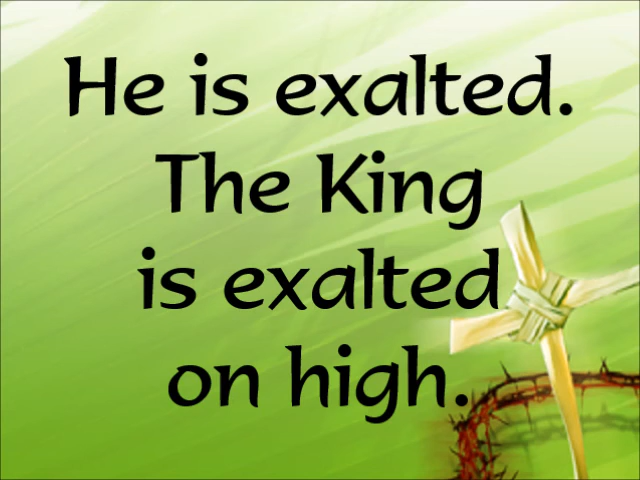 He is exalted.
The King
is exalted
on high.